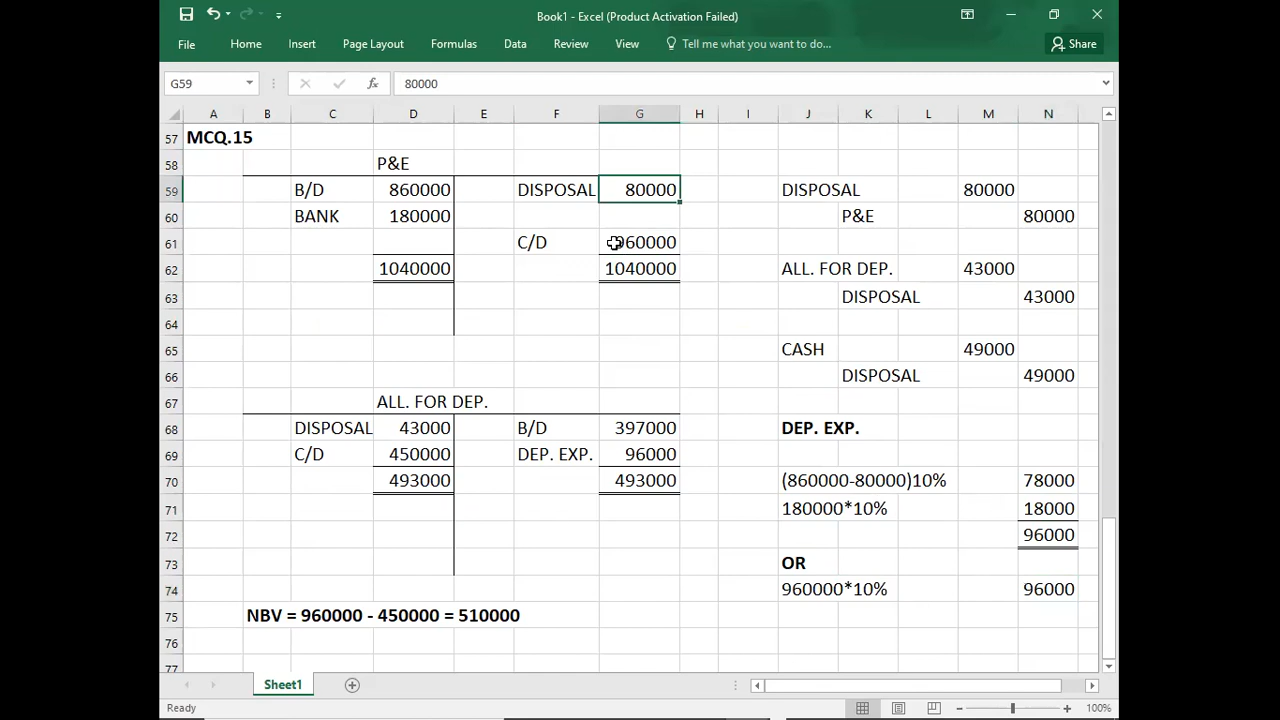 Book1 - Excel (Product Activation Failed)
File Home Insert Page Layout Formulas Data Review View Tell me what you want to do... Share
G59 fx 80000
A B C D E F G H I J K L M N
57 MCQ.15
58 P&E
59 B/D 860000 DISPOSAL 80000 DISPOSAL 80000
60 BANK 180000 P&E 80000
61 C/D 960000
62 1040000 1040000 ALL. FOR DEP. 43000
63 DISPOSAL 43000
64
65 CASH 49000
66 DISPOSAL 49000
67 ALL. FOR DEP.
68 DISPOSAL 43000 B/D 397000 DEP. EXP.
69 C/D 450000 DEP. EXP. 96000
70 493000 493000 (860000-80000)10% 78000
71 180000*10% 18000
72 96000
73 OR
74 960000*10% 96000
75 NBV = 960000 - 450000 = 510000
76
77
Sheet1
Ready 100%